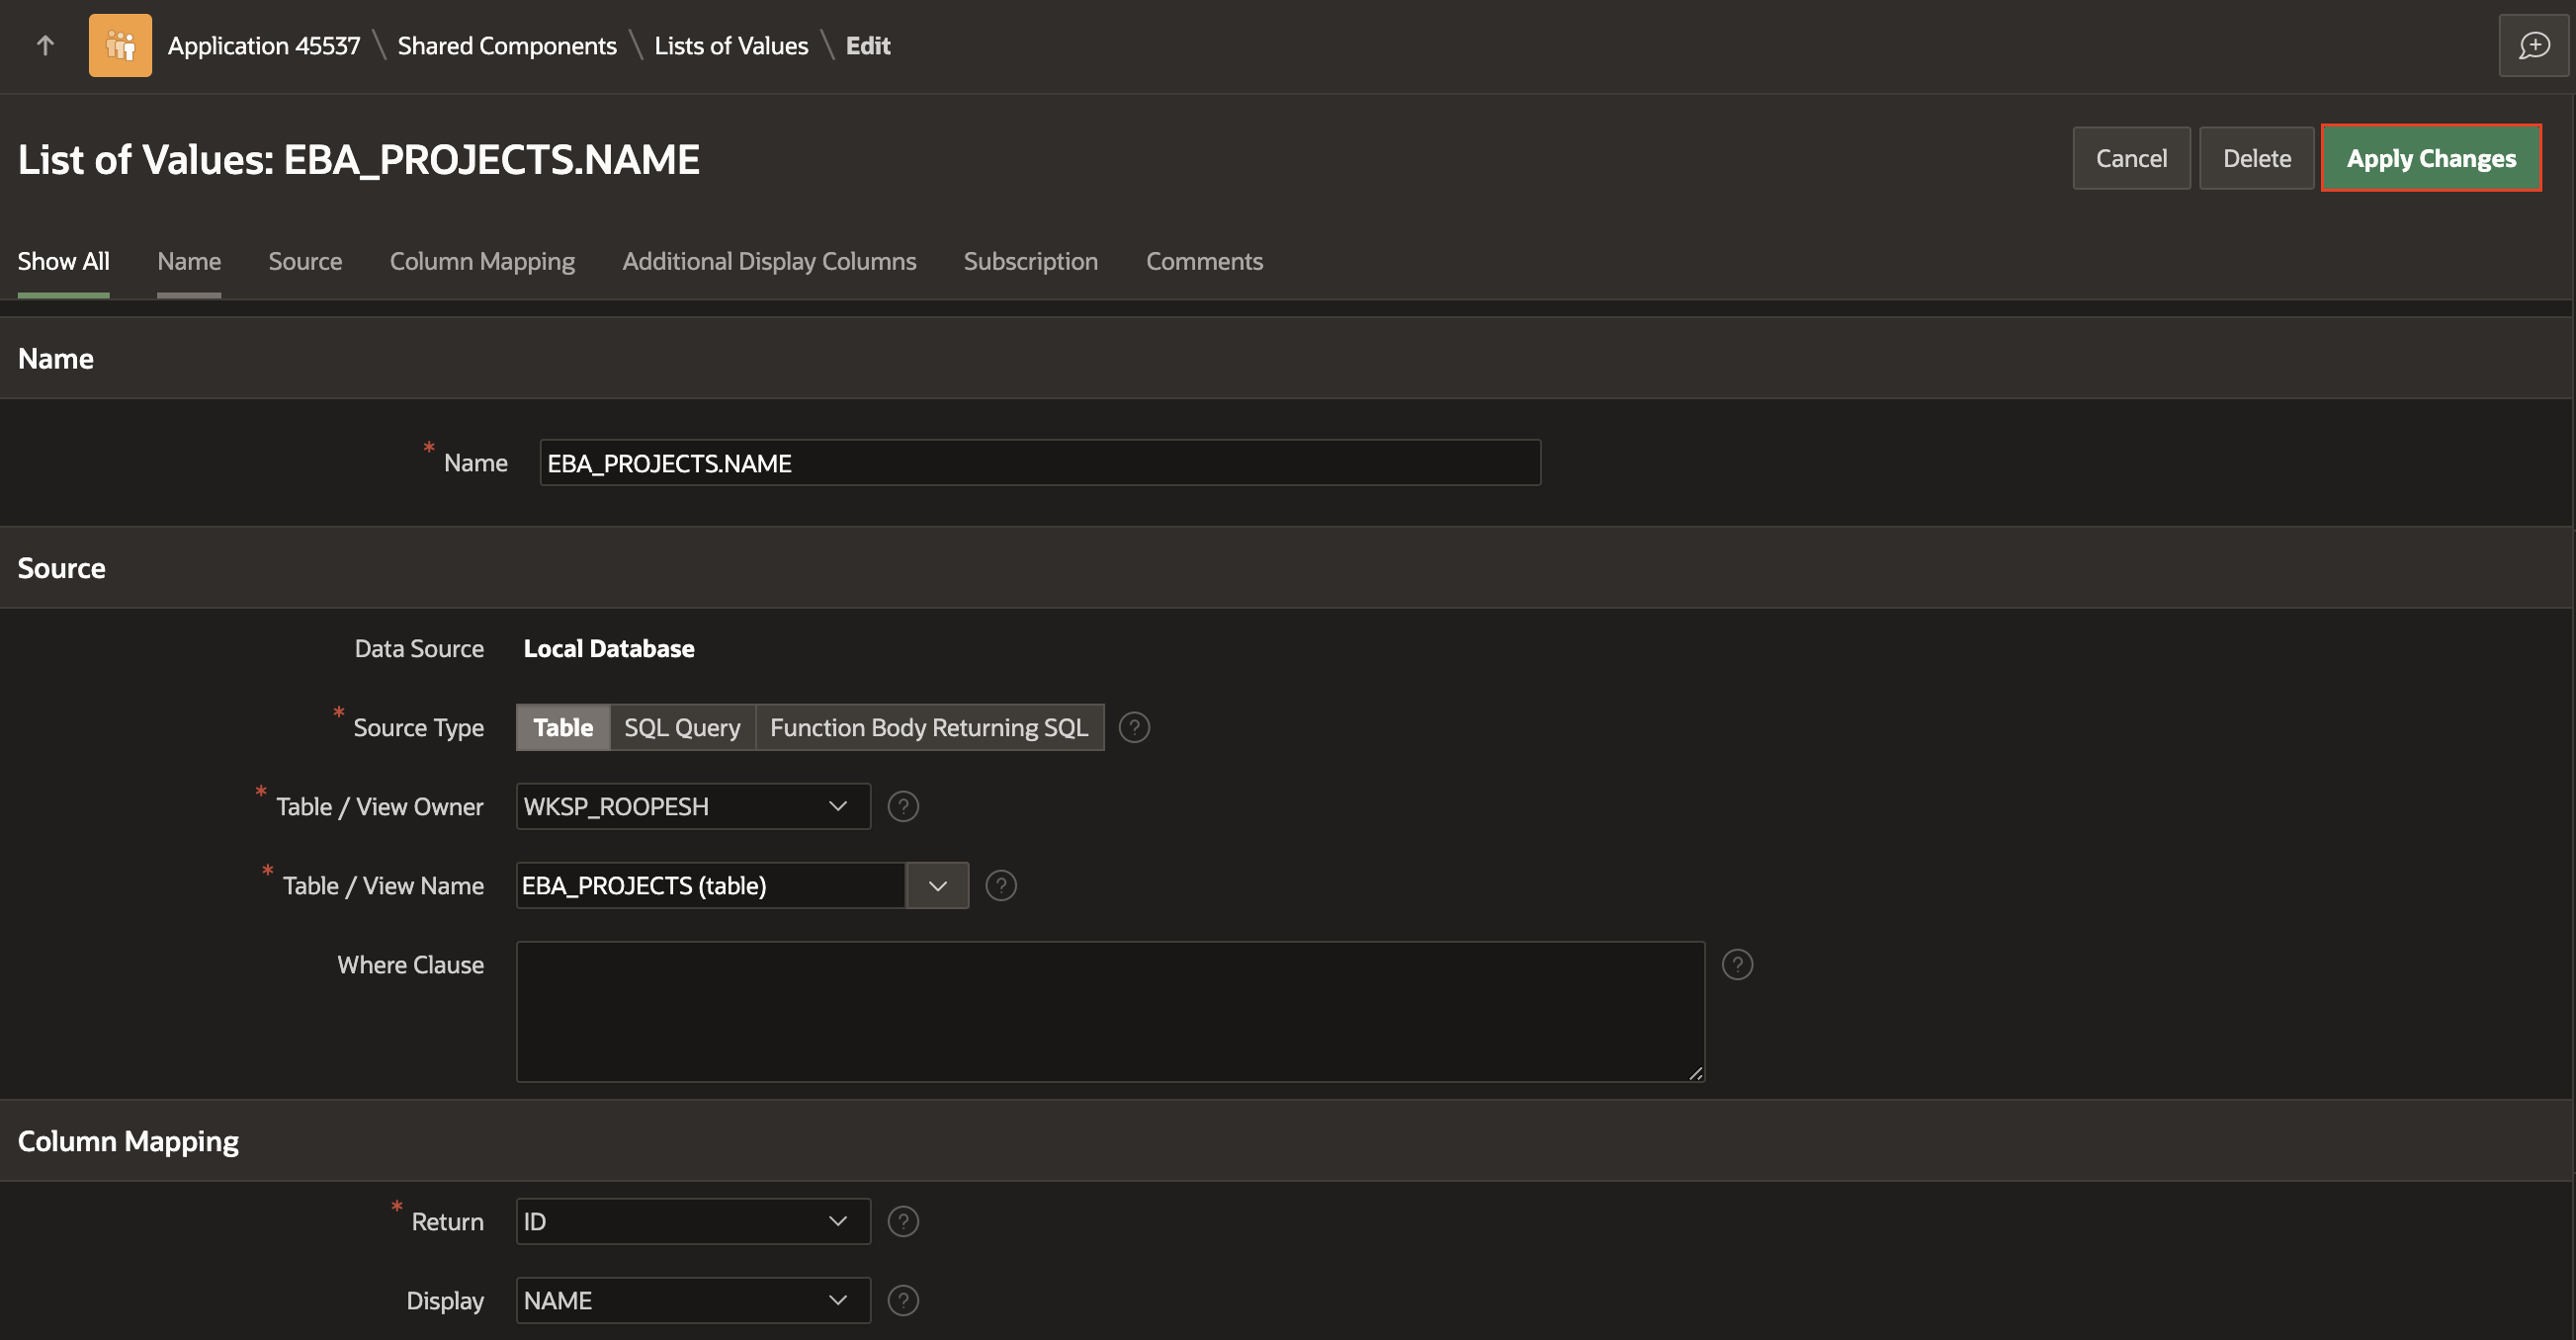 Application 45537 \ Shared Components \ Lists of Values \ Edit
List of Values: EBA_PROJECTS.NAME
Cancel Delete Apply Changes
Show All Name Source Column Mapping Additional Display Columns Subscription Comments
Name
* Name EBA_PROJECTS.NAME
Source
Data Source Local Database
* Source Type Table SQL Query Function Body Returning SQL ?
* Table / View Owner WKSP_ROOPESH ?
* Table / View Name EBA_PROJECTS (table) ?
Where Clause ?
Column Mapping
* Return ID ?
Display NAME ?